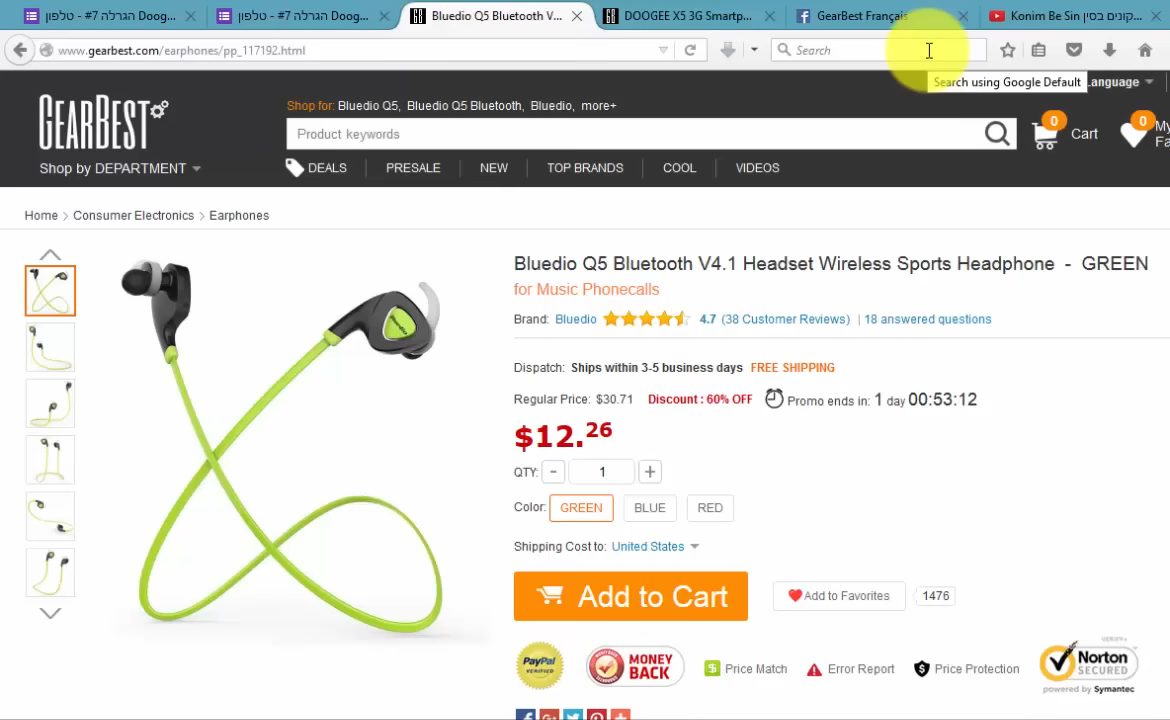 הגרלה #7 - טלפון Doog...
הגרלה #7 - טלפון Doog...
Bluedio Q5 Bluetooth V...
DOOGEE X5 3G Smartp...
GearBest Français
Konim Be Sin קונים בסין...
www.gearbest.com/earphones/pp_117192.html
Search
Search using Google Default
Language
GEARBEST
Shop for: Bluedio Q5, Bluedio Q5 Bluetooth, Bluedio, more+
Product keywords
0
Cart
0
My
Fa
Shop by DEPARTMENT
DEALS
PRESALE
NEW
TOP BRANDS
COOL
VIDEOS
Home > Consumer Electronics > Earphones
Bluedio Q5 Bluetooth V4.1 Headset Wireless Sports Headphone - GREEN
for Music Phonecalls
Brand: Bluedio 4.7 (38 Customer Reviews) | 18 answered questions
Dispatch: Ships within 3-5 business days FREE SHIPPING
Regular Price: $30.71 Discount : 60% OFF Promo ends in: 1 day 00:53:12
$12.26
QTY: - 1 +
Color: GREEN BLUE RED
Shipping Cost to: United States
Add to Cart
Add to Favorites
1476
PayPal
VERIFIED
MONEY
BACK
Price Match
Error Report
Price Protection
Norton
SECURED
powered by Symantec